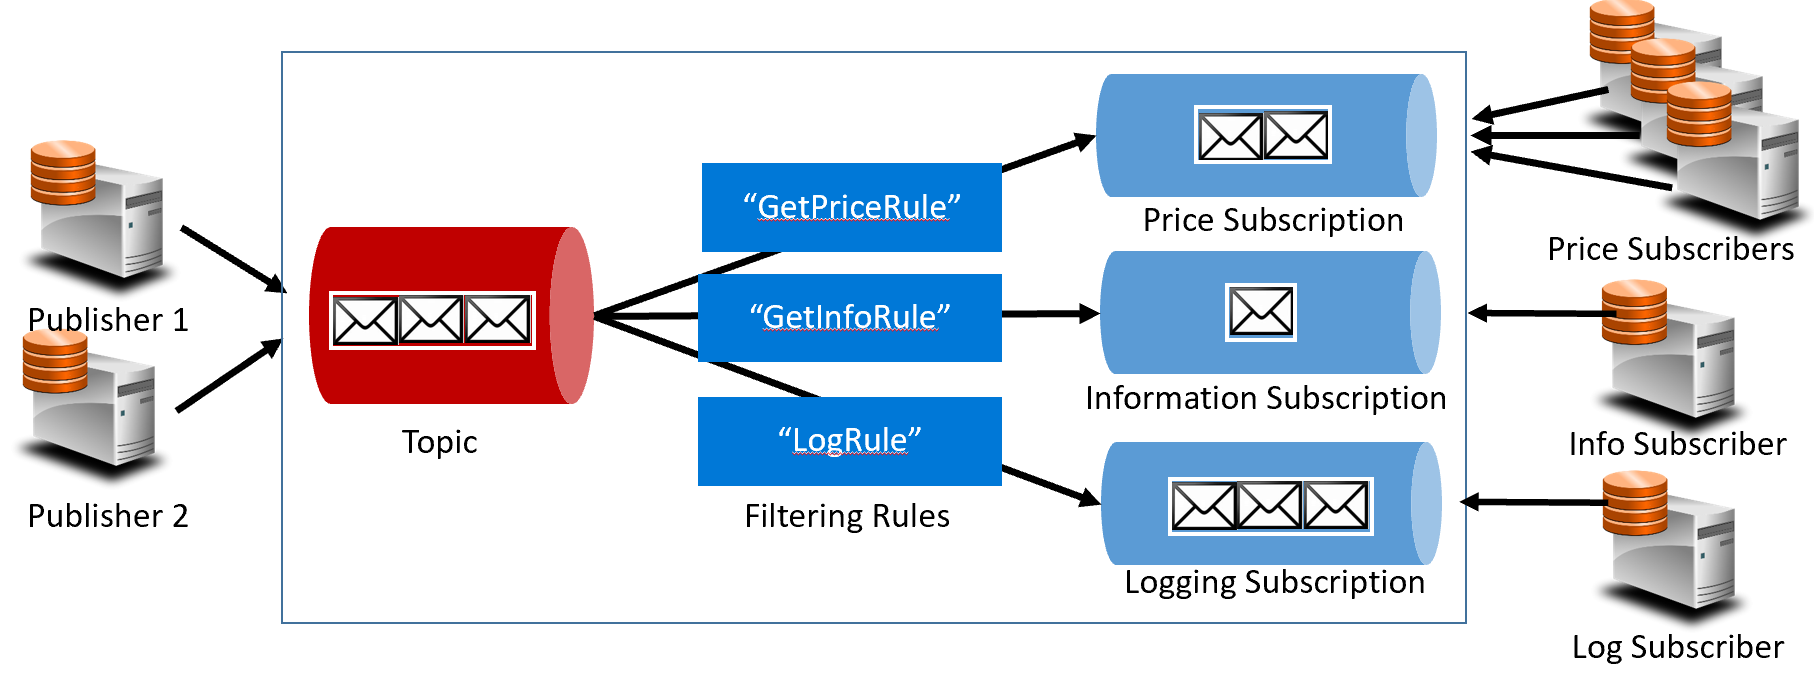 Publisher 1
Publisher 2
Topic
“GetPriceRule”
“GetInfoRule”
“LogRule”
Filtering Rules
Price Subscription
Information Subscription
Logging Subscription
Price Subscribers
Info Subscriber
Log Subscriber